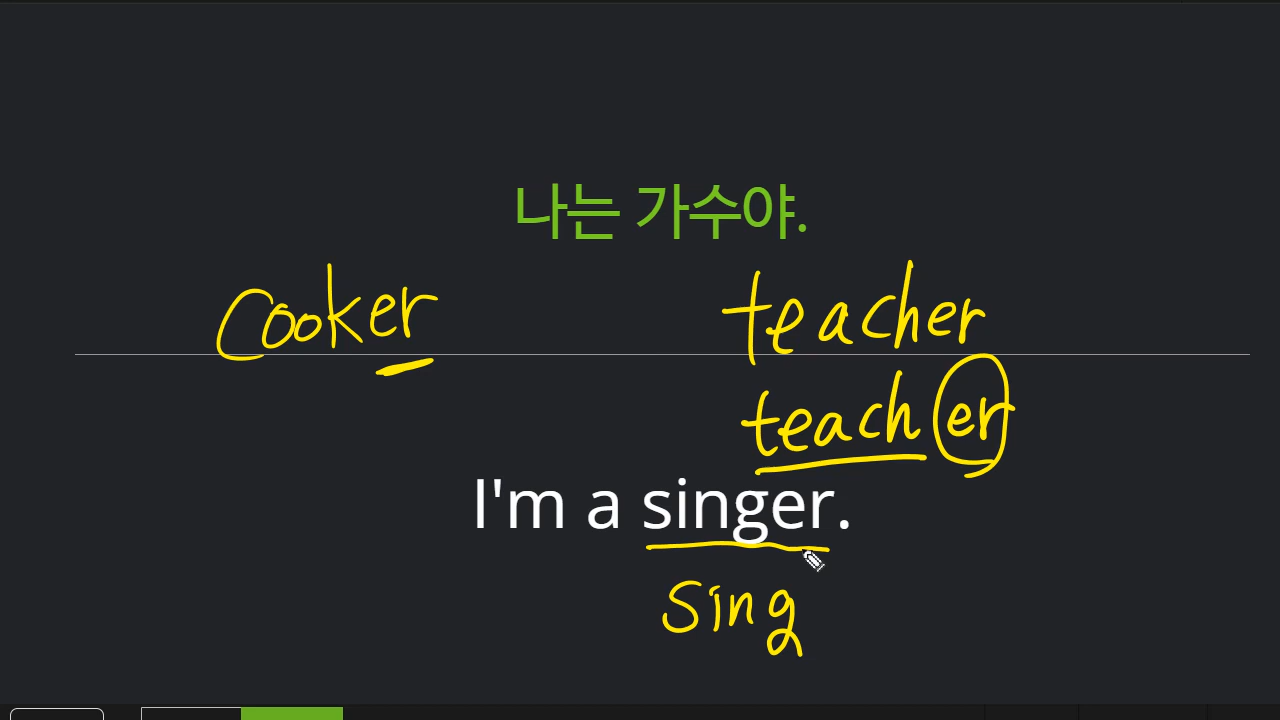 나는 가수야.
cooker
teacher
teacher
I'm a singer.
sing